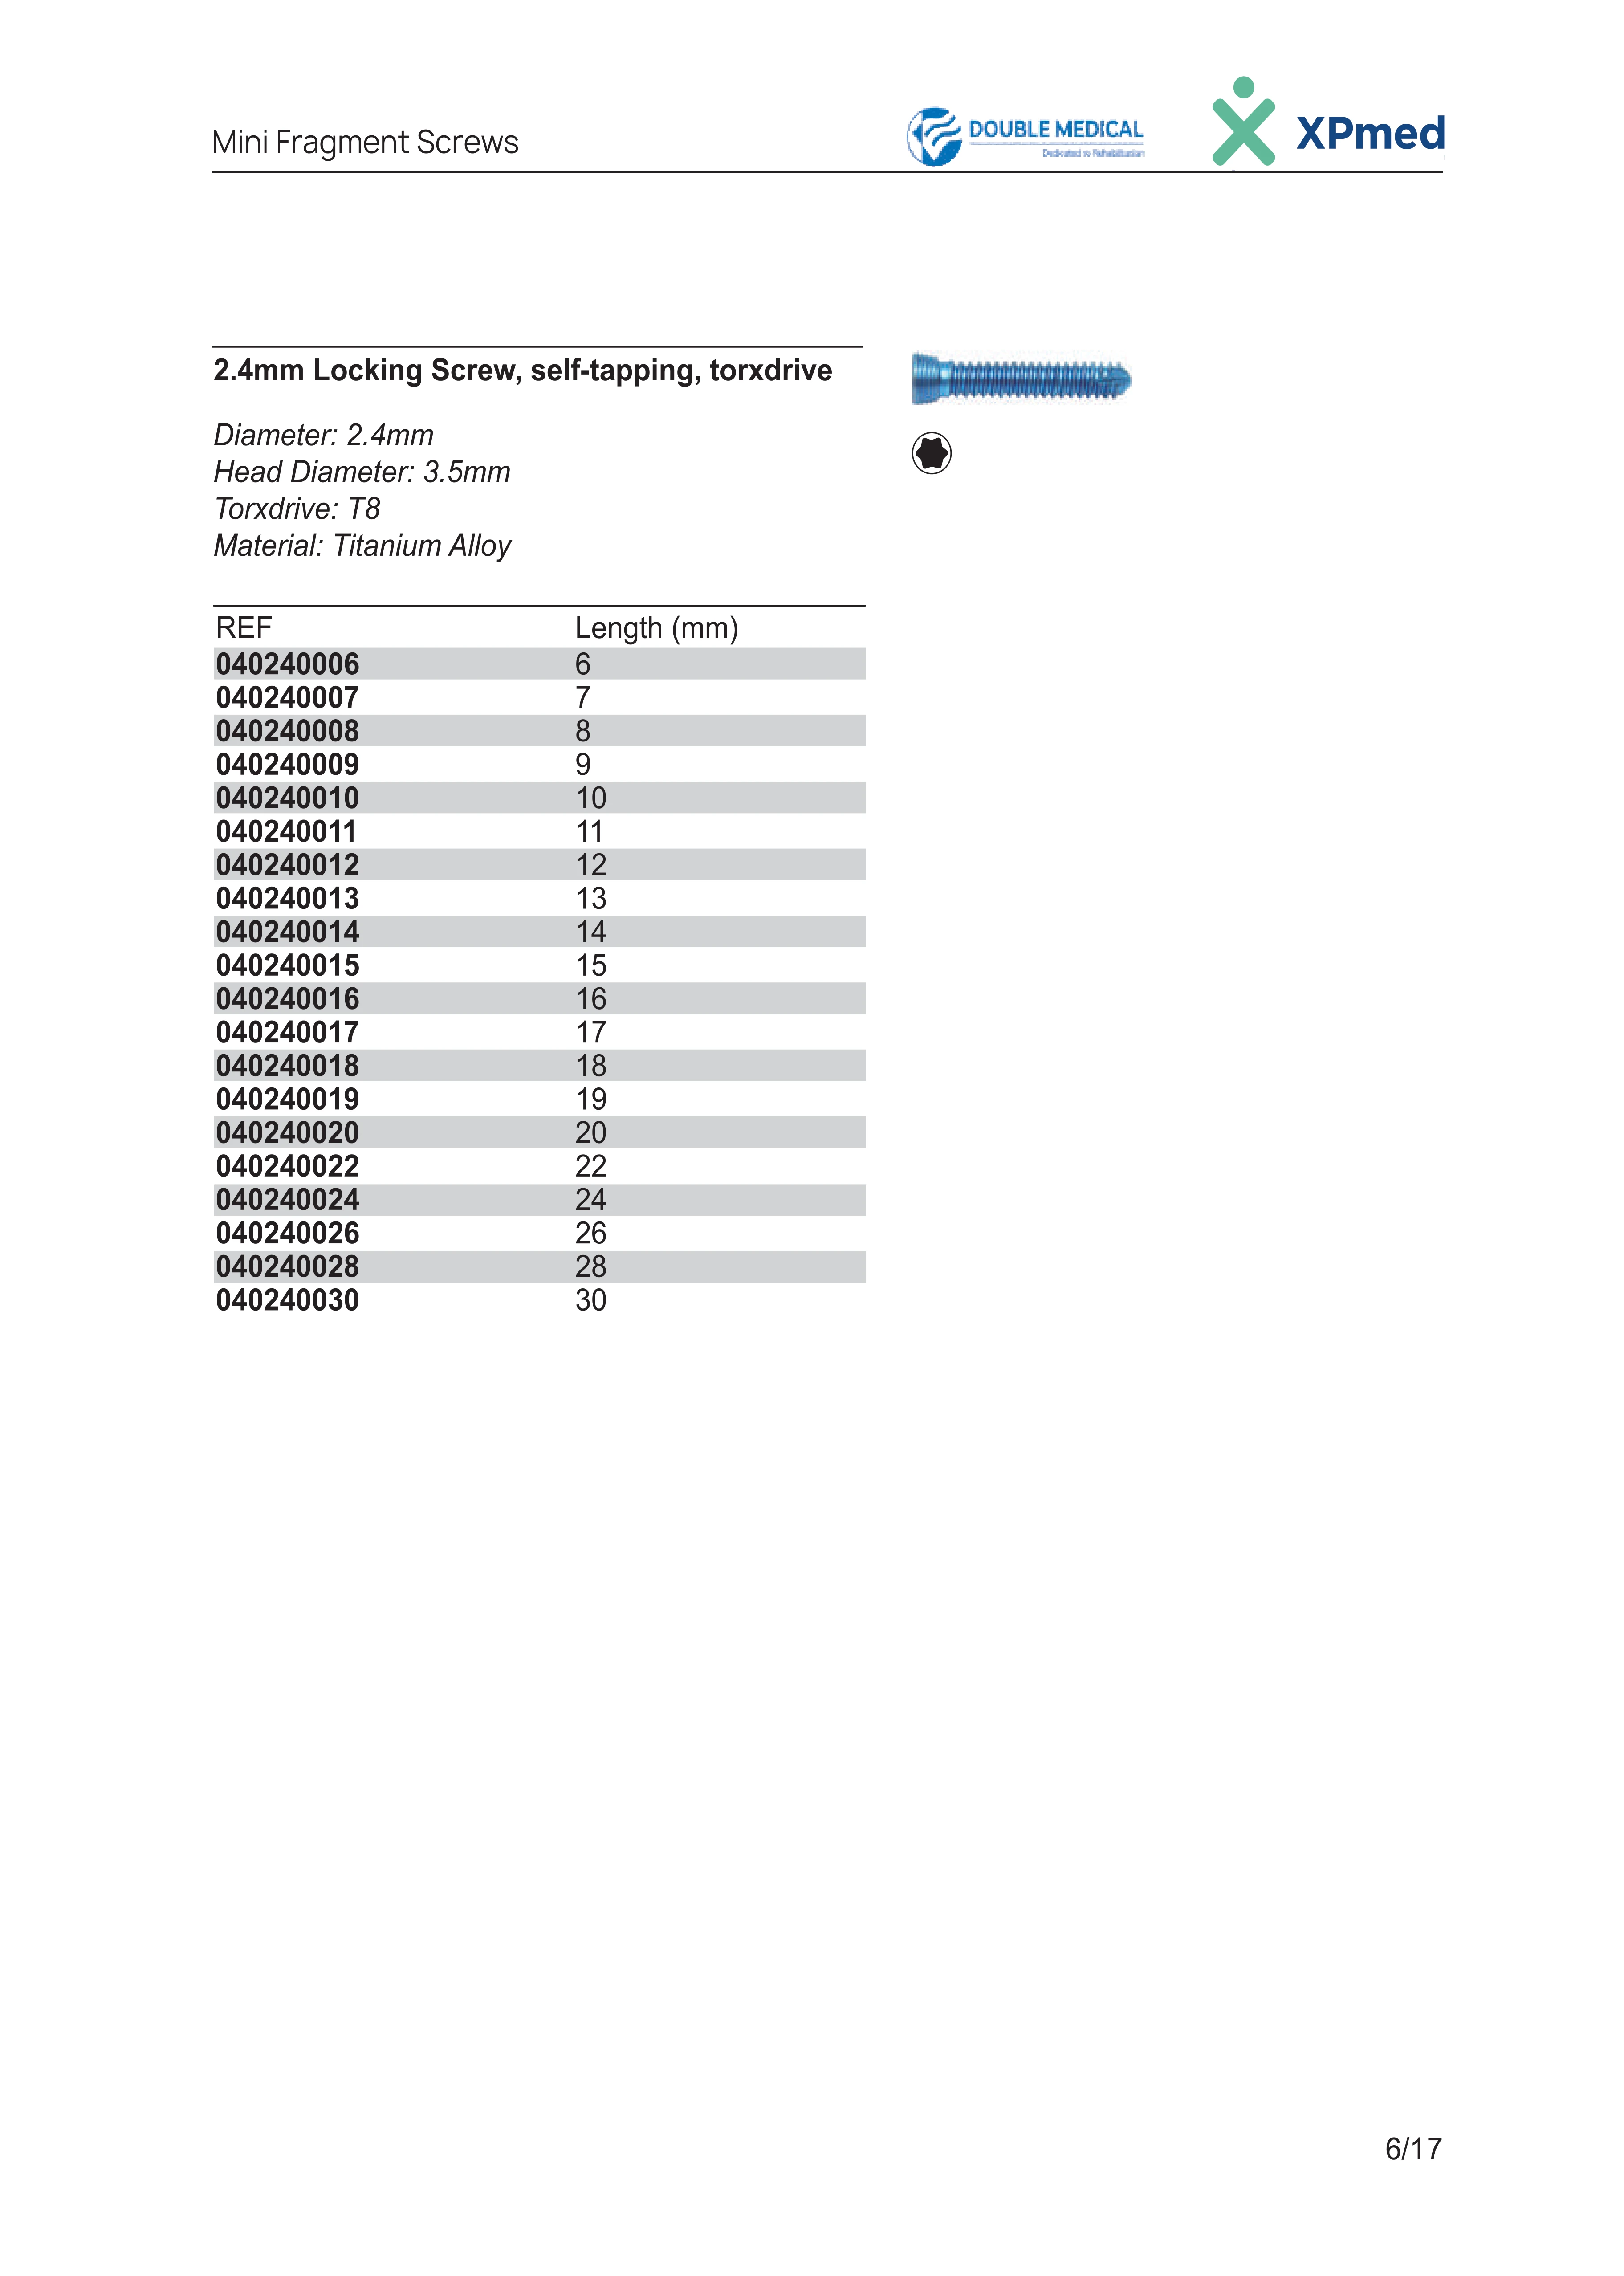 Mini Fragment Screws
DOUBLE MEDICAL
Dedicated to Rehabilitation
XPmed
2.4mm Locking Screw, self-tapping, torxdrive
Diameter: 2.4mm
Head Diameter: 3.5mm
Torxdrive: T8
Material: Titanium Alloy
REF Length (mm)
040240006 6
040240007 7
040240008 8
040240009 9
040240010 10
040240011 11
040240012 12
040240013 13
040240014 14
040240015 15
040240016 16
040240017 17
040240018 18
040240019 19
040240020 20
040240022 22
040240024 24
040240026 26
040240028 28
040240030 30
6/17